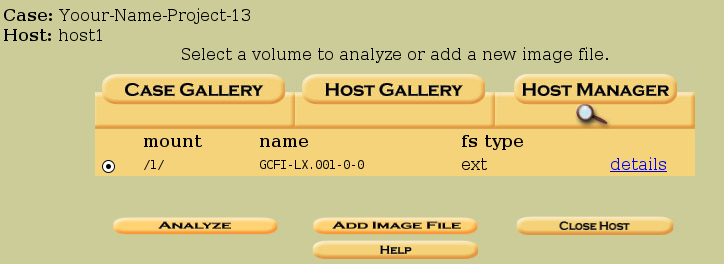 Case: Yoour-Name-Project-13
Host: host1
Select a volume to analyze or add a new image file.
CASE GALLERY HOST GALLERY HOST MANAGER
mount name fs type
/1/ GCFI-LX.001-0-0 ext details
ANALYZE ADD IMAGE FILE CLOSE HOST
HELP